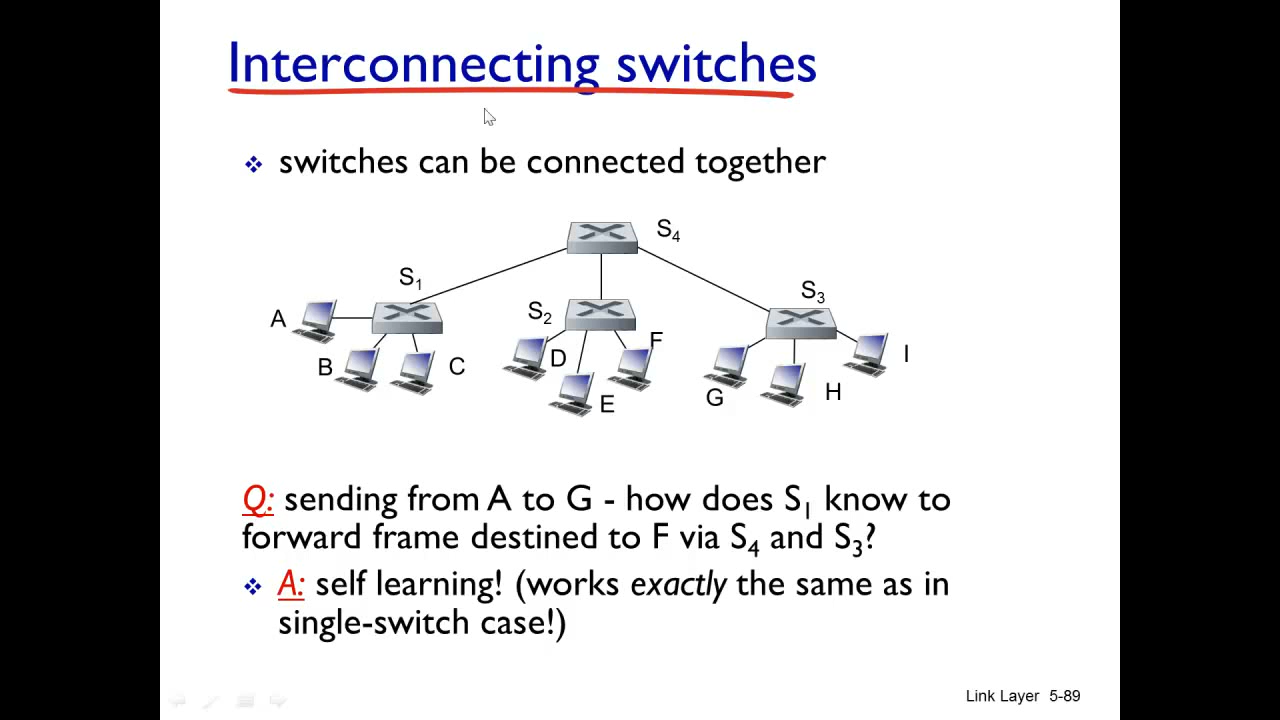 Interconnecting switches
❖ switches can be connected together
S4
S1
S3
S2
A
F
I
D
B
C
H
G
E
Q: sending from A to G - how does S1 know to
forward frame destined to F via S4 and S3?
❖ A: self learning! (works exactly the same as in
single-switch case!)
Link Layer 5-89